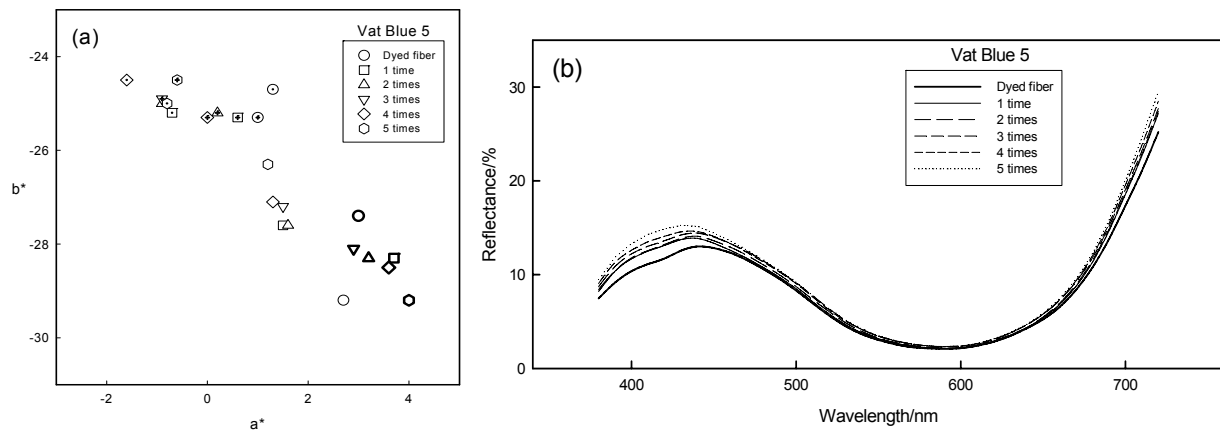 (a)
Vat Blue 5
Dyed fiber
1 time
2 times
3 times
4 times
5 times
-24
-26
-28
-30
b*
-2
0
2
4
a*
(b)
Vat Blue 5
Dyed fiber
1 time
2 times
3 times
4 times
5 times
30
20
10
0
Reflectance/%
400
500
600
700
Wavelength/nm